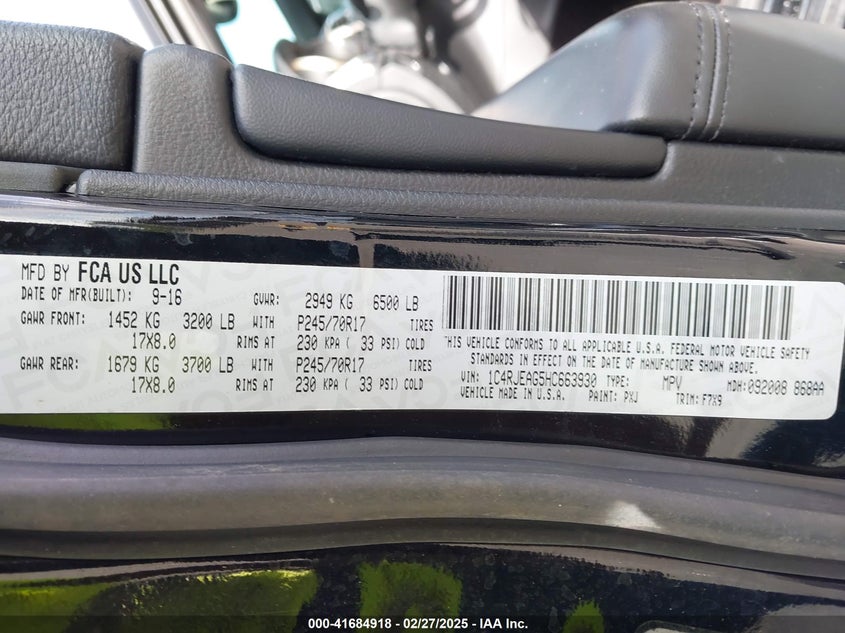 MFD BY FCA US LLC
DATE OF MFR(BUILT): 9-16 GVWR: 2949 KG 6500 LB
GAWR FRONT: 1452 KG 3200 LB WITH P245/70R17 TIRES
17X8.0 RIMS AT 230 KPA ( 33 PSI) COLD
GAWR REAR: 1679 KG 3700 LB WITH P245/70R17 TIRES
17X8.0 RIMS AT 230 KPA ( 33 PSI) COLD
THIS VEHICLE CONFORMS TO ALL APPLICABLE U.S.A. FEDERAL MOTOR VEHICLE SAFETY
STANDARDS IN EFFECT ON THE DATE OF MANUFACTURE SHOWN ABOVE.
VIN: 1C4RJEAG5HC663930 TYPE: MPV MDH:092008 868AA
VEHICLE MADE IN U.S.A. PAINT: PXJ TRIM: F7X9
000-41684918 - 02/27/2025 - IAA Inc.